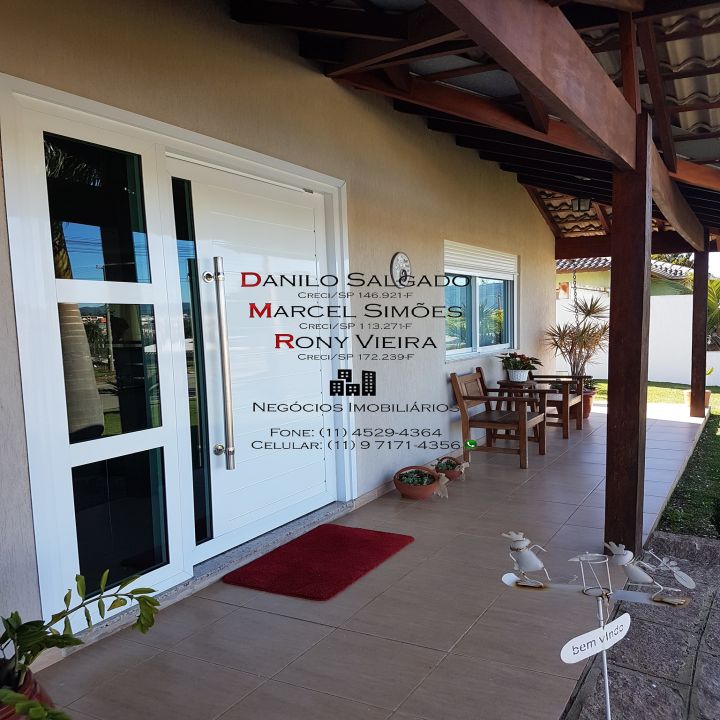 Danilo Salgado
Creci/SP 146.921-F
Marcel Simões
Creci/SP 113.271-F
Rony Vieira
Creci/SP 172.239-F
Negócios Imobiliários
Fone: (11) 4529-4364
Celular: (11) 9 7171-4356
bem vindo